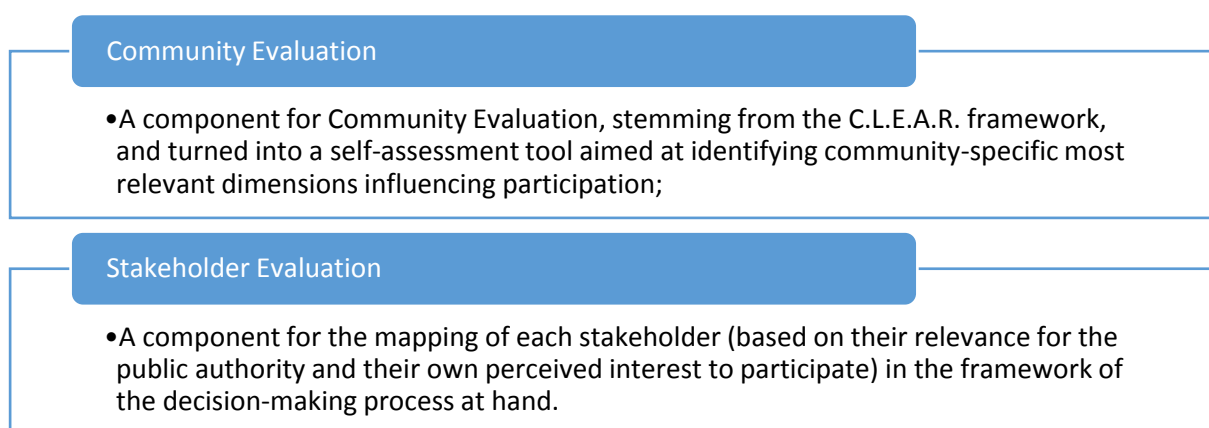 Community Evaluation
•A component for Community Evaluation, stemming from the C.L.E.A.R. framework,
and turned into a self-assessment tool aimed at identifying community-specific most
relevant dimensions influencing participation;
Stakeholder Evaluation
•A component for the mapping of each stakeholder (based on their relevance for the
public authority and their own perceived interest to participate) in the framework of
the decision-making process at hand.